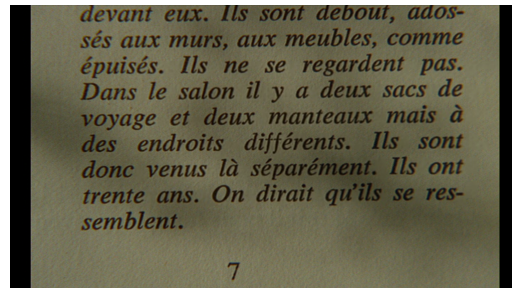 devant eux. Ils sont debout, ados-
sés aux murs, aux meubles, comme
épuisés. Ils ne se regardent pas.
Dans le salon il y a deux sacs de
voyage et deux manteaux mais à
des endroits différents. Ils sont
donc venus là séparément. Ils ont
trente ans. On dirait qu'ils se res-
semblent.
7